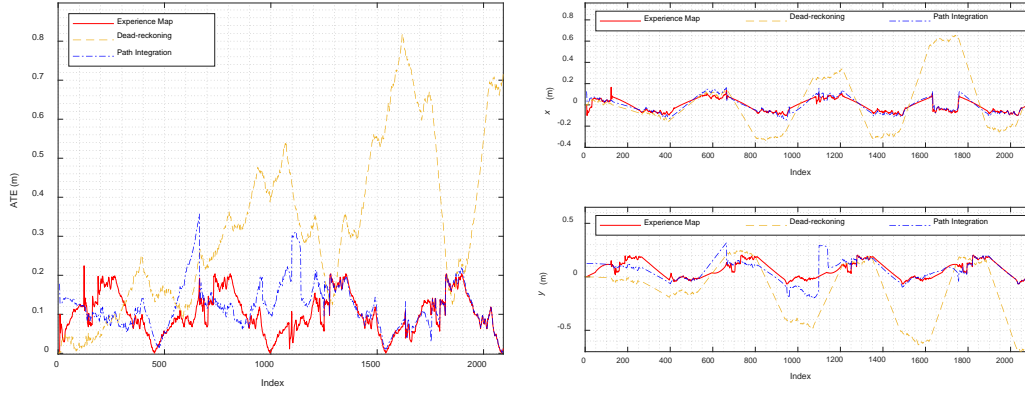 Experience Map
Dead-reckoning
Path Integration
0.8
0.7
0.6
0.5
0.4
0.3
0.2
0.1
0
ATE (m)
500 1000 1500 2000
Index
Experience Map Dead-reckoning Path Integration
0.6
0.4
0.2
0
-0.2
-0.4
x (m)
0 200 400 600 800 1000 1200 1400 1600 1800 2000
Index
Experience Map Dead-reckoning Path Integration
0.5
0
-0.5
y (m)
0 200 400 600 800 1000 1200 1400 1600 1800 2000
Index